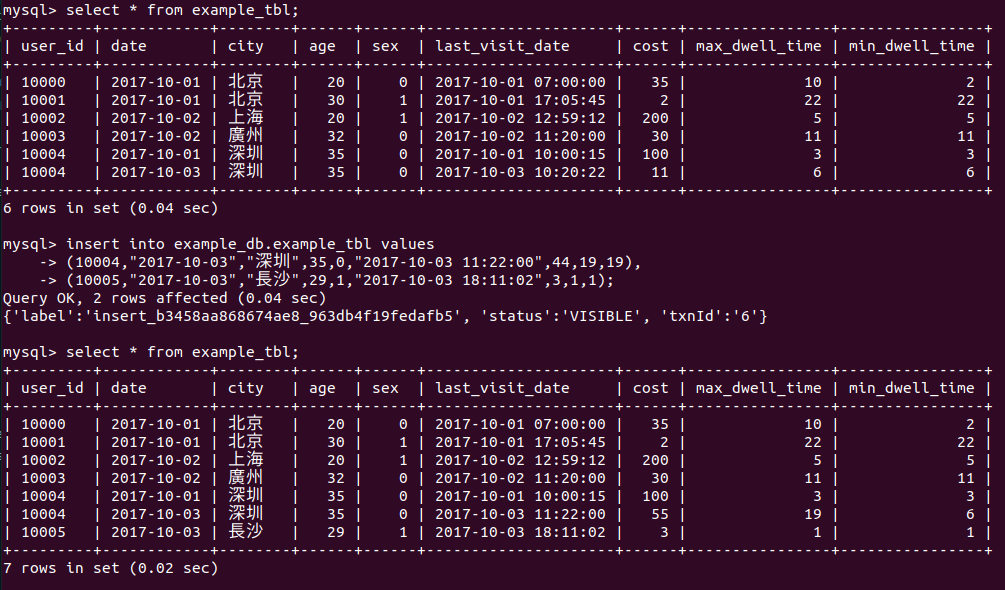 mysql> select * from example_tbl;
+---------+------------+--------+------+------+---------------------+------+----------------+----------------+
| user_id | date       | city   | age  | sex  | last_visit_date     | cost | max_dwell_time | min_dwell_time |
+---------+------------+--------+------+------+---------------------+------+----------------+----------------+
| 10000   | 2017-10-01 | 北京   |   20 |    0 | 2017-10-01 07:00:00 |   35 |             10 |              2 |
| 10001   | 2017-10-01 | 北京   |   30 |    1 | 2017-10-01 17:05:45 |    2 |             22 |             22 |
| 10002   | 2017-10-02 | 上海   |   20 |    1 | 2017-10-02 12:59:12 |  200 |              5 |              5 |
| 10003   | 2017-10-02 | 廣州   |   32 |    0 | 2017-10-02 11:20:00 |   30 |             11 |             11 |
| 10004   | 2017-10-01 | 深圳   |   35 |    0 | 2017-10-01 10:00:15 |  100 |              3 |              3 |
| 10004   | 2017-10-03 | 深圳   |   35 |    0 | 2017-10-03 10:20:22 |   11 |              6 |              6 |
+---------+------------+--------+------+------+---------------------+------+----------------+----------------+
6 rows in set (0.04 sec)
mysql> insert into example_db.example_tbl values
    -> (10004,"2017-10-03","深圳",35,0,"2017-10-03 11:22:00",44,19,19),
    -> (10005,"2017-10-03","長沙",29,1,"2017-10-03 18:11:02",3,1,1);
Query OK, 2 rows affected (0.04 sec)
{'label':'insert_b3458aa868674ae8_963db4f19fedafb5', 'status':'VISIBLE', 'txnId':'6'}
mysql> select * from example_tbl;
+---------+------------+--------+------+------+---------------------+------+----------------+----------------+
| user_id | date       | city   | age  | sex  | last_visit_date     | cost | max_dwell_time | min_dwell_time |
+---------+------------+--------+------+------+---------------------+------+----------------+----------------+
| 10000   | 2017-10-01 | 北京   |   20 |    0 | 2017-10-01 07:00:00 |   35 |             10 |              2 |
| 10001   | 2017-10-01 | 北京   |   30 |    1 | 2017-10-01 17:05:45 |    2 |             22 |             22 |
| 10002   | 2017-10-02 | 上海   |   20 |    1 | 2017-10-02 12:59:12 |  200 |              5 |              5 |
| 10003   | 2017-10-02 | 廣州   |   32 |    0 | 2017-10-02 11:20:00 |   30 |             11 |             11 |
| 10004   | 2017-10-01 | 深圳   |   35 |    0 | 2017-10-01 10:00:15 |  100 |              3 |              3 |
| 10004   | 2017-10-03 | 深圳   |   35 |    0 | 2017-10-03 11:22:00 |   55 |             19 |              6 |
| 10005   | 2017-10-03 | 長沙   |   29 |    1 | 2017-10-03 18:11:02 |    3 |              1 |              1 |
+---------+------------+--------+------+------+---------------------+------+----------------+----------------+
7 rows in set (0.02 sec)